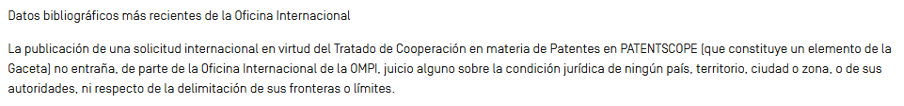 Datos bibliográficos más recientes de la Oficina Internacional
La publicación de una solicitud internacional en virtud del Tratado de Cooperación en materia de Patentes en PATENTSCOPE (que constituye un elemento de la
Gaceta) no entraña, de parte de la Oficina Internacional de la OMPI, juicio alguno sobre la condición jurídica de ningún país, territorio, ciudad o zona, o de sus
autoridades, ni respecto de la delimitación de sus fronteras o límites.